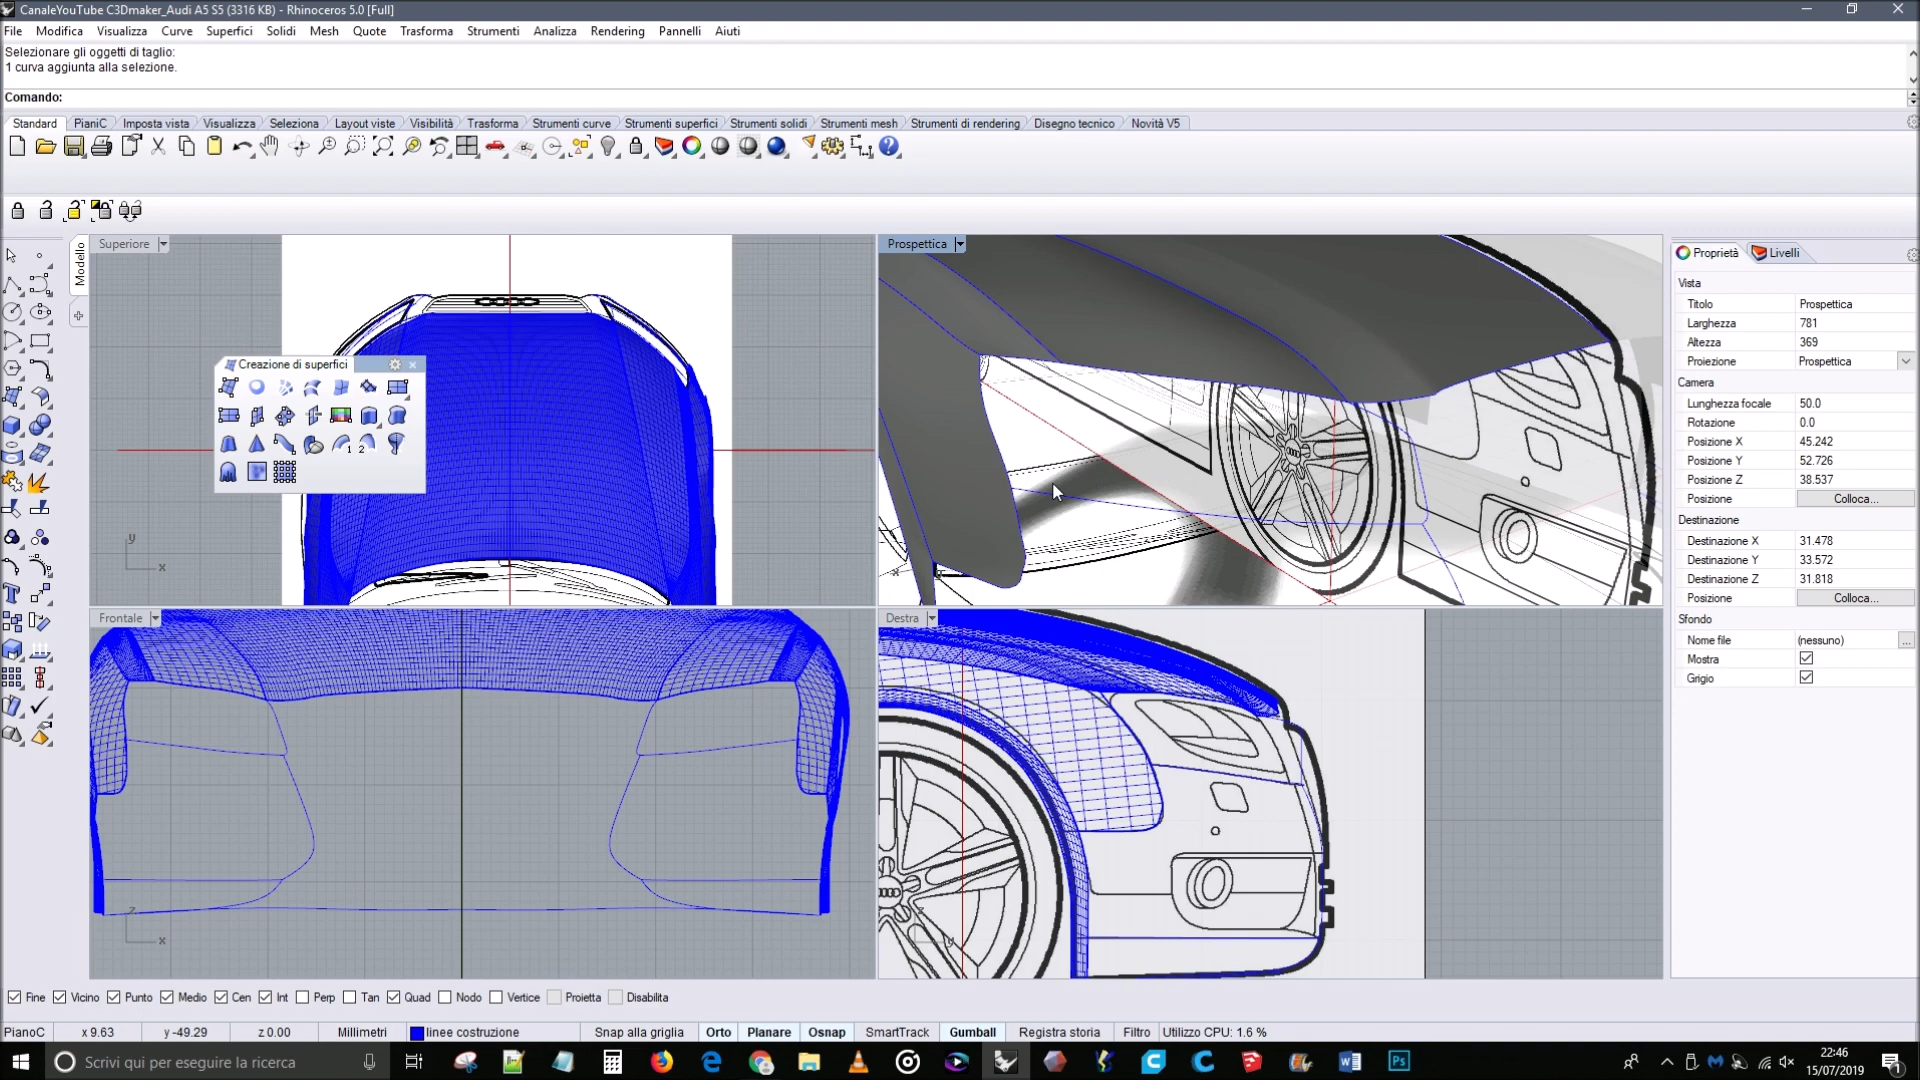 CanaleYouTube C3Dmaker_Audi A5 S5 (3316 KB) - Rhinoceros 5.0 [Full]
File Modifica Visualizza Curve Superfici Solidi Mesh Quote Trasforma Strumenti Analizza Rendering Pannelli Aiuti
Selezionare gli oggetti di taglio:
1 curva aggiunta alla selezione.
Comando:
Standard PianiC Imposta vista Visualizza Seleziona Layout viste Visibilità Trasforma Strumenti curve Strumenti superfici Strumenti solidi Strumenti mesh Strumenti di rendering Disegno tecnico Novità V5
Modello
Superiore
Creazione di superfici
1 2
y
x
Prospettica
Frontale
z
x
Destra
Proprietà Livelli
Vista
Titolo Prospettica
Larghezza 781
Altezza 369
Proiezione Prospettica
Camera
Lunghezza focale 50.0
Rotazione 0.0
Posizione X 45.242
Posizione Y 52.726
Posizione Z 38.537
Posizione Colloca...
Destinazione
Destinazione X 31.478
Destinazione Y 33.572
Destinazione Z 31.818
Posizione Colloca...
Sfondo
Nome file (nessuno) ...
Mostra
Grigio
Fine Vicino Punto Medio Cen Int Perp Tan Quad Nodo Vertice Proietta Disabilita
PianoC x 9.63 y -49.29 z 0.00 Millimetri linee costruzione Snap alla griglia Orto Planare Osnap SmartTrack Gumball Registra storia Filtro Utilizzo CPU: 1.6 %
Scrivi qui per eseguire la ricerca
22:46
15/07/2019
1